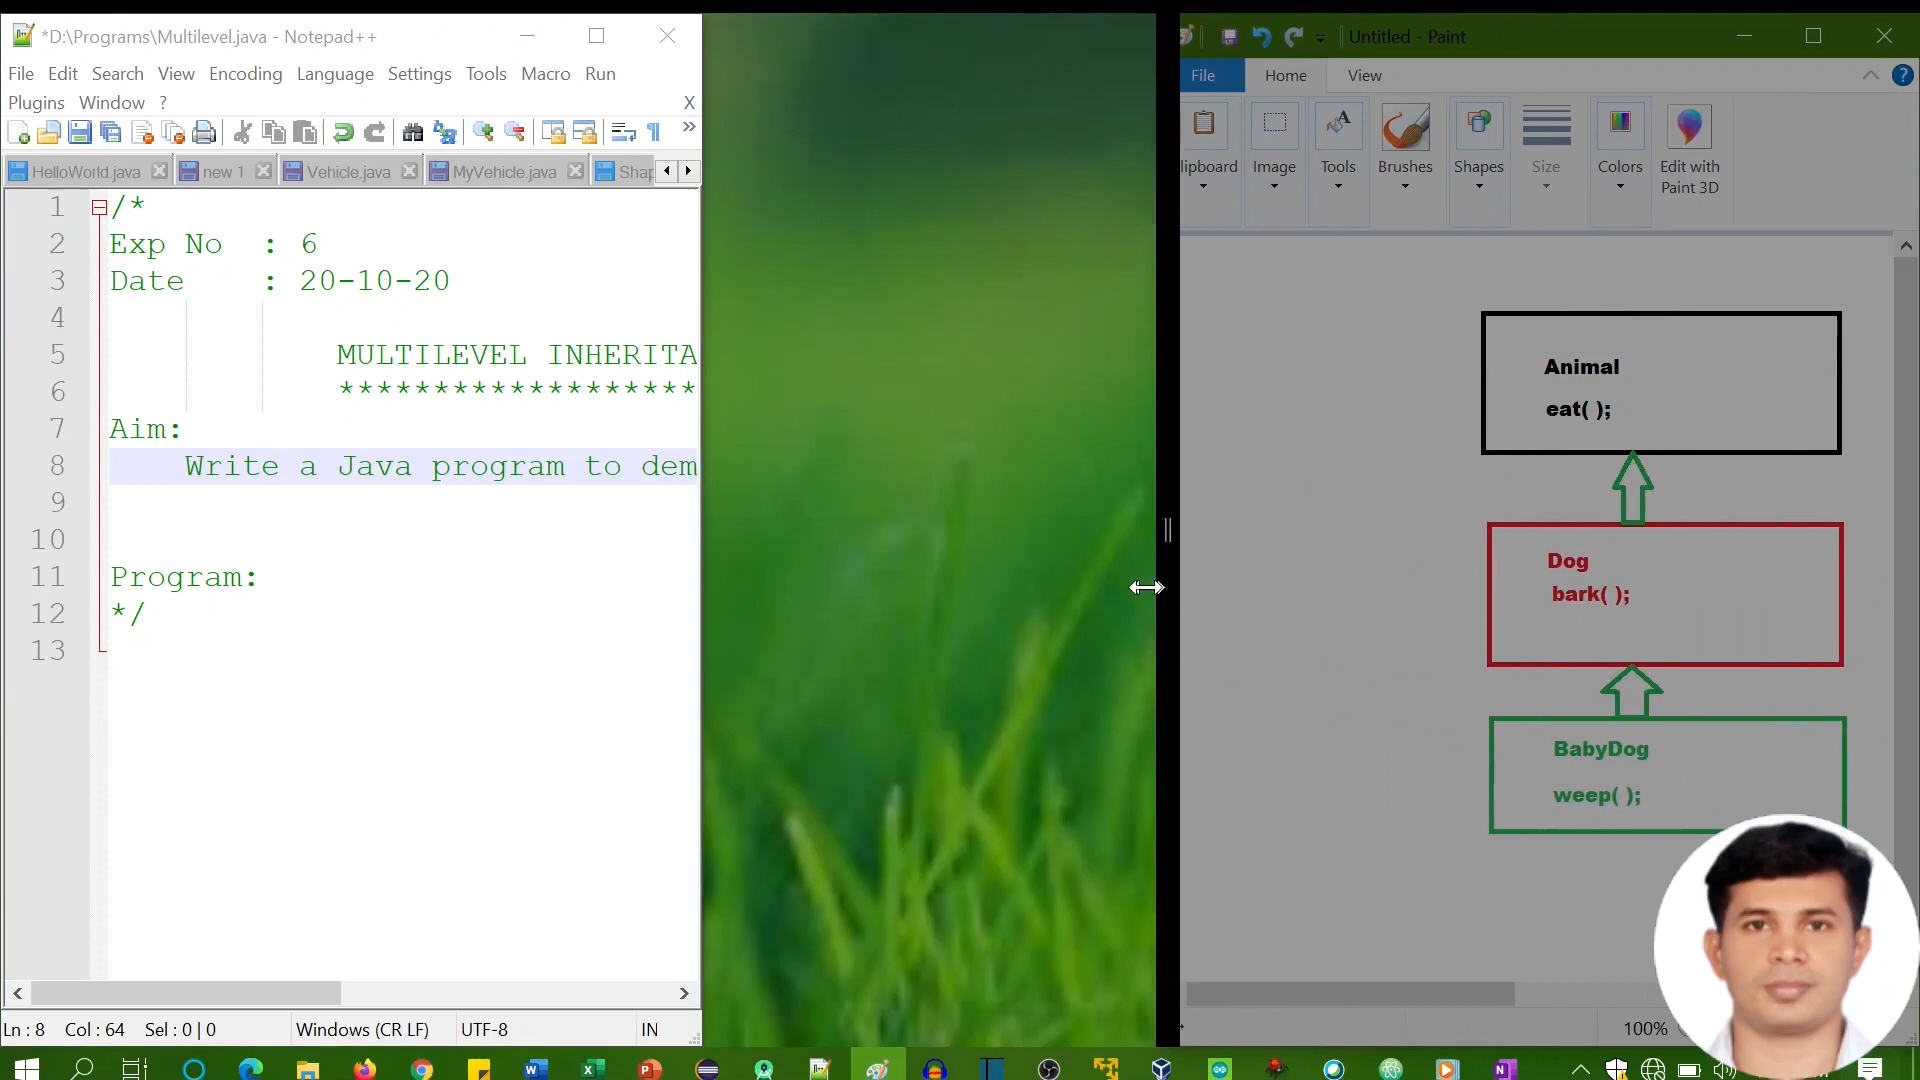 *D:\Programs\Multilevel.java - Notepad++
File Edit Search View Encoding Language Settings Tools Macro Run
Plugins Window ? X
HelloWorld.java new 1 Vehicle.java MyVehicle.java Shap
1 /*
2 Exp No : 6
3 Date : 20-10-20
4
5 MULTILEVEL INHERITA
6 *******************
7 Aim:
8 Write a Java program to dem
9
10
11 Program:
12 */
13
Ln : 8 Col : 64 Sel : 0 | 0 Windows (CR LF) UTF-8 IN
Untitled - Paint
File Home View
lipboard Image Tools Brushes Shapes Size Colors Edit with
Paint 3D
Animal
eat( );
Dog
bark( );
BabyDog
weep( );
100%